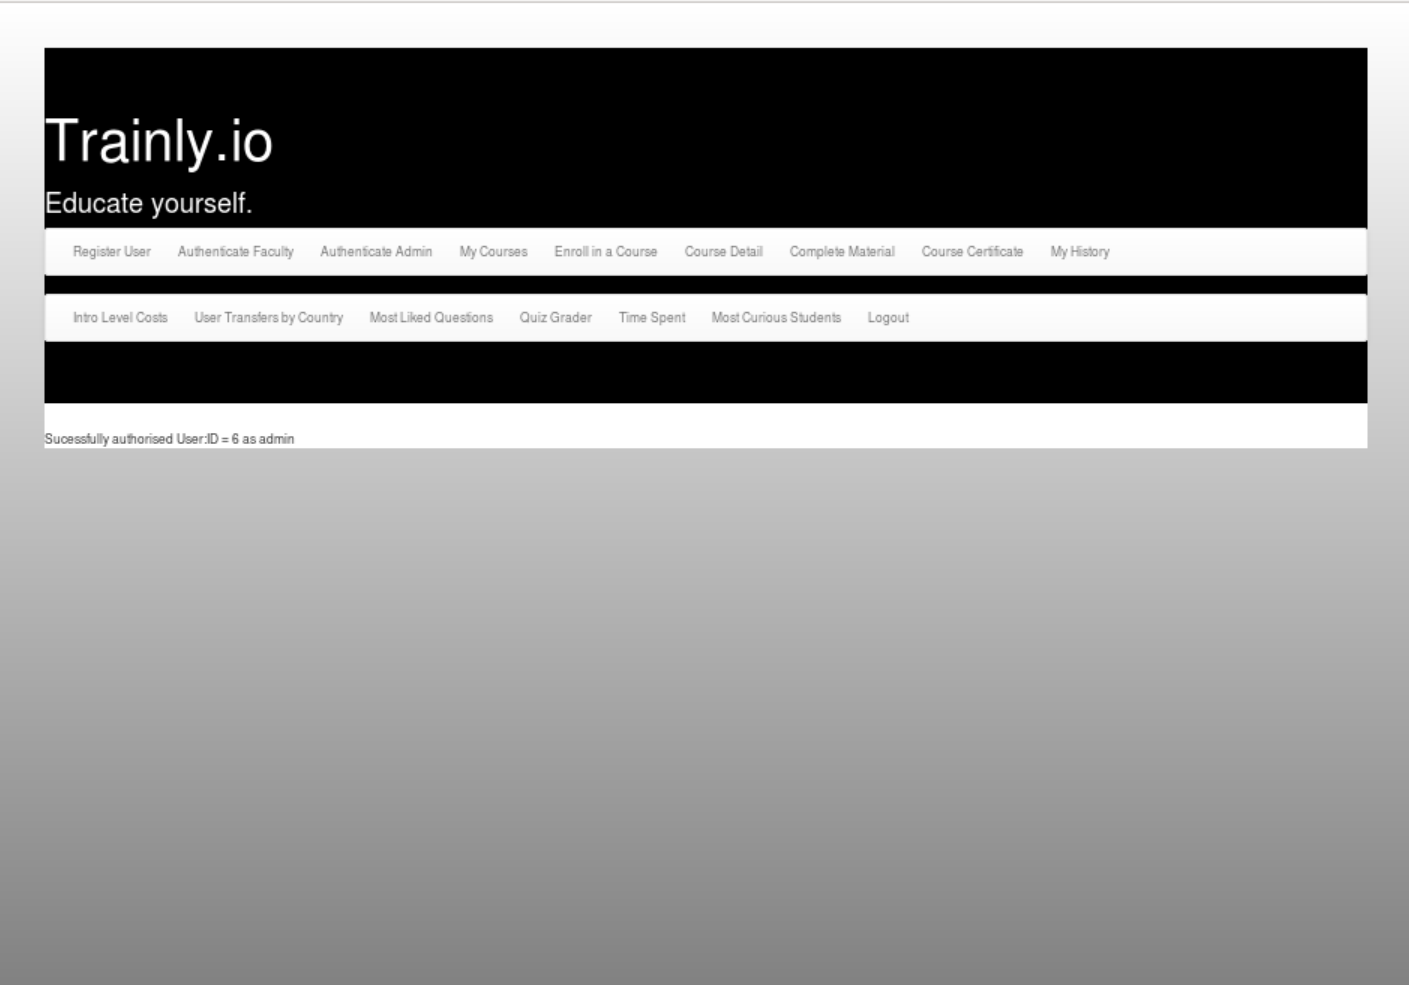 Trainly.io
Educate yourself.
Register User Authenticate Faculty Authenticate Admin My Courses Enroll in a Course Course Detail Complete Material Course Certificate My History
Intro Level Costs User Transfers by Country Most Liked Questions Quiz Grader Time Spent Most Curious Students Logout
Sucessfully authorised User:ID = 6 as admin